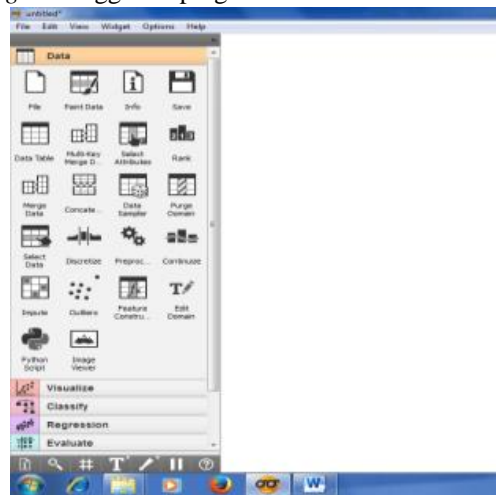 untitled*
File Edit View Widget Options Help
Data
File Paint Data Info Save
Data Table Multi-Key Merge D... Select Attributes Rank
Merge Data Concate... Data Sampler Purge Domain
Select Data Discretize Preproc... Continuize
Impute Outliers Feature Constru... Edit Domain
Python Script Image Viewer
Visualize
Classify
Regression
Evaluate